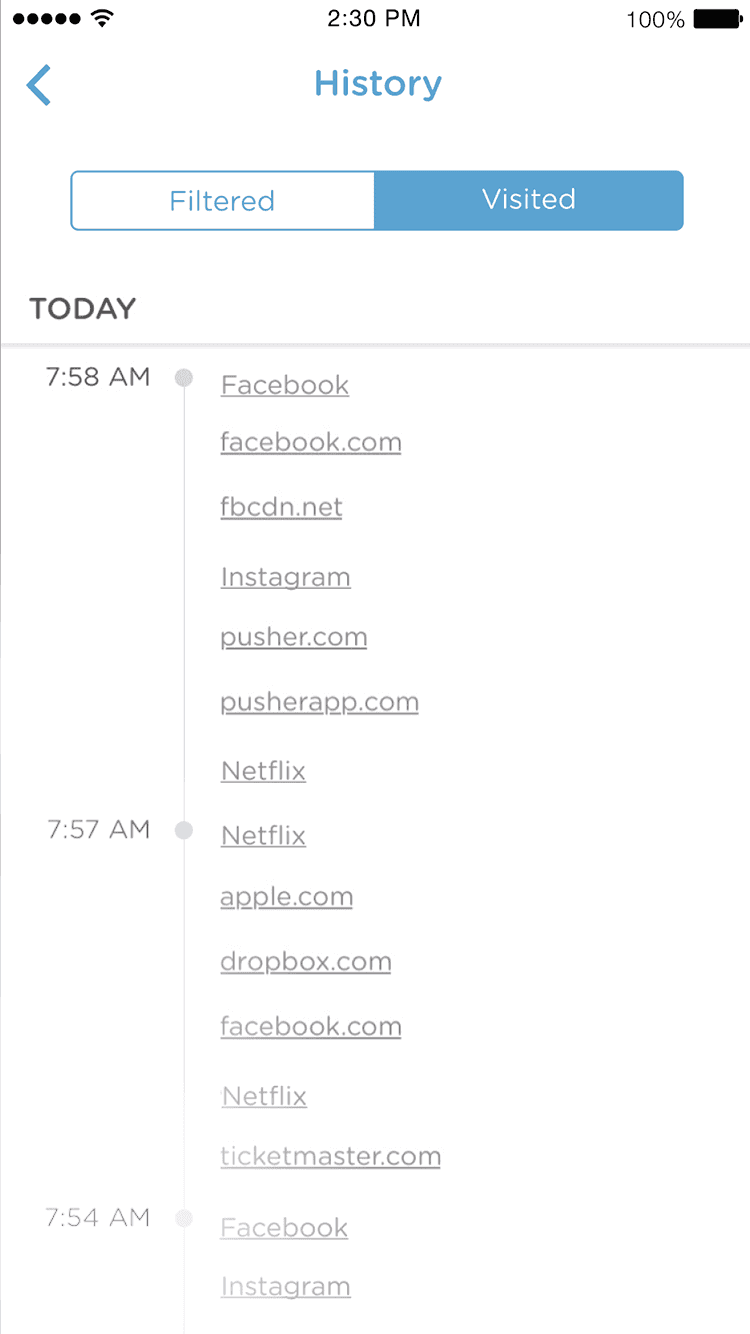 2:30 PM 100%
History
Filtered Visited
TODAY
7:58 AM Facebook
facebook.com
fbcdn.net
Instagram
pusher.com
pusherapp.com
Netflix
7:57 AM Netflix
apple.com
dropbox.com
facebook.com
Netflix
ticketmaster.com
7:54 AM Facebook
Instagram